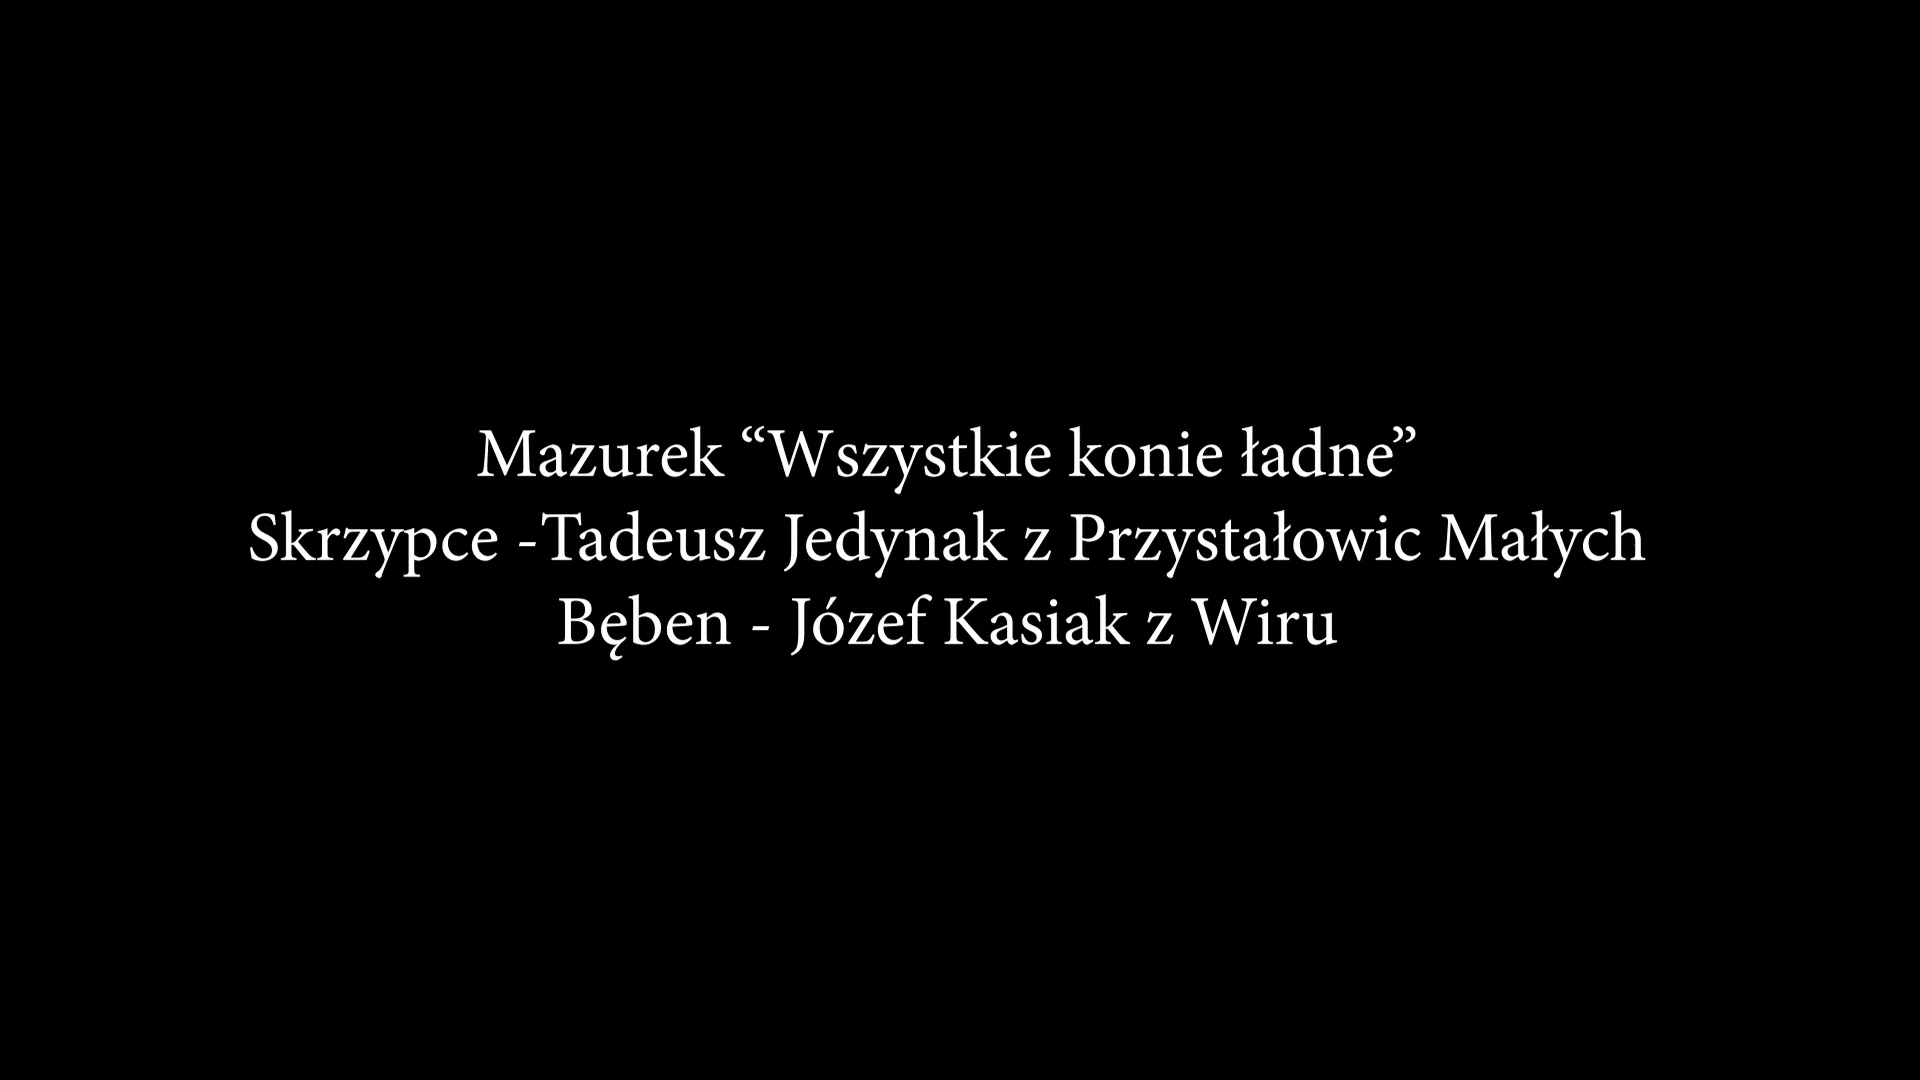 Mazurek “Wszystkie konie ładne”
Skrzypce -Tadeusz Jedynak z Przystałowic Małych
Bęben - Józef Kasiak z Wiru